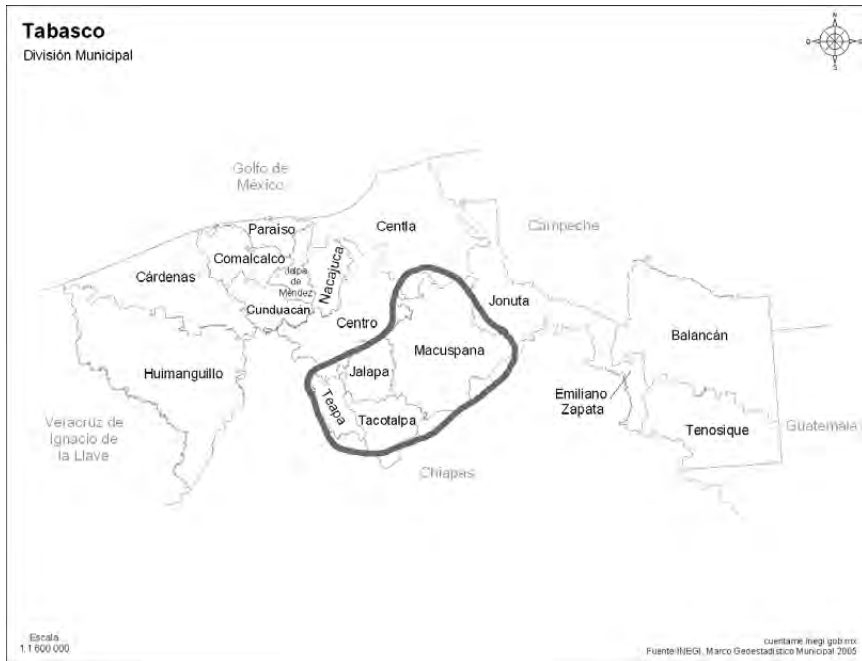 Tabasco
División Municipal
N
S
Golfo de
México
Paraíso
Centla
Campeche
Comalcalco
Jalpa
de
Méndez
Nacajuca
Cárdenas
Jonuta
Cunduacán
Centro
Balancán
Macuspana
Huimanguillo
Jalapa
Teapa
Emiliano
Zapata
Tacotalpa
Veracruz de
Ignacio de
la Llave
Tenosique
Guatemala
Chiapas
Escala
1:1 600 000
cuentame.inegi.gob.mx
Fuente:INEGI. Marco Geoestadístico Municipal 2005